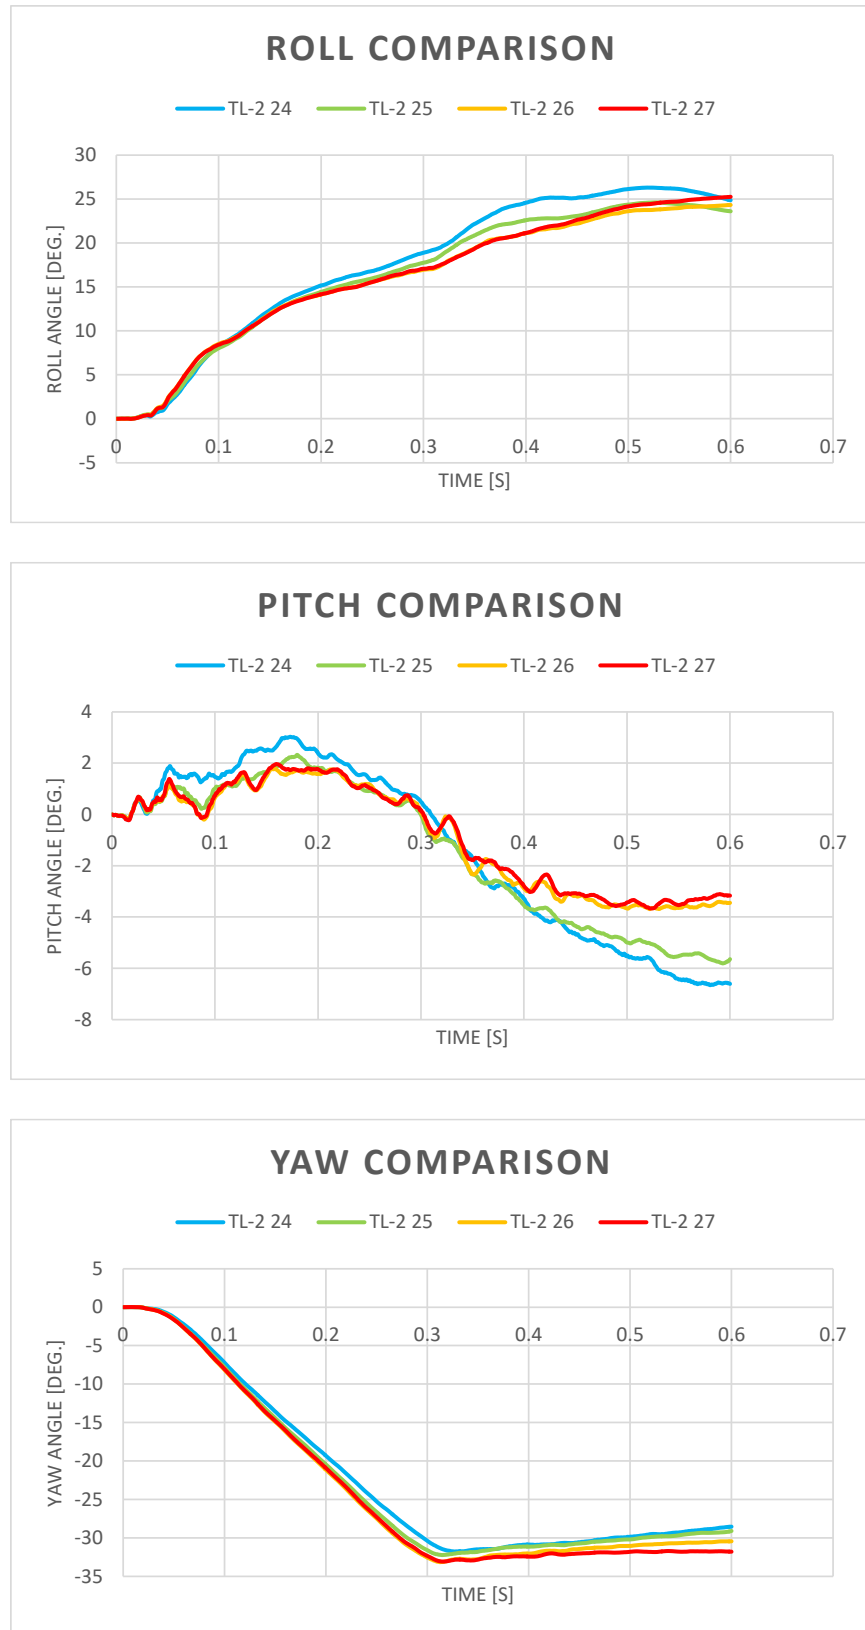 ROLL COMPARISON
TL-2 24 TL-2 25 TL-2 26 TL-2 27
30
25
20
15
10
5
0
-5
0 0.1 0.2 0.3 0.4 0.5 0.6 0.7
ROLL ANGLE [DEG.]
TIME [S]
PITCH COMPARISON
TL-2 24 TL-2 25 TL-2 26 TL-2 27
4
2
0
-2
-4
-6
-8
0 0.1 0.2 0.3 0.4 0.5 0.6 0.7
PITCH ANGLE [DEG.]
TIME [S]
YAW COMPARISON
TL-2 24 TL-2 25 TL-2 26 TL-2 27
5
0
-5
-10
-15
-20
-25
-30
-35
0 0.1 0.2 0.3 0.4 0.5 0.6 0.7
YAW ANGLE [DEG.]
TIME [S]